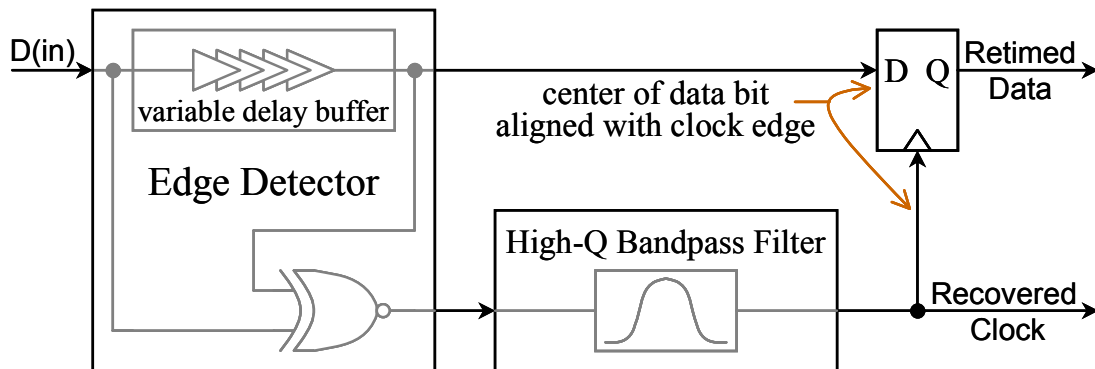 D(in)
variable delay buffer
Edge Detector
center of data bit
aligned with clock edge
D Q
Retimed
Data
High-Q Bandpass Filter
Recovered
Clock